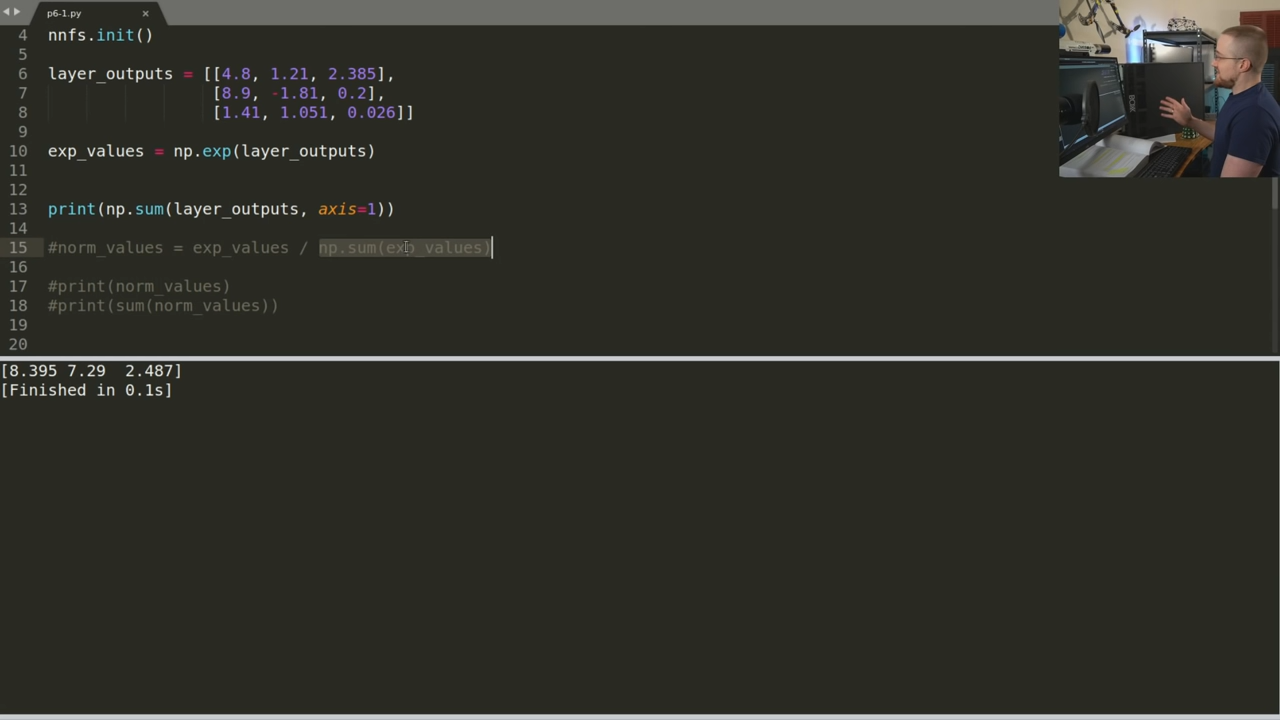 p6-1.py ×
4 nnfs.init()
5
6 layer_outputs = [[4.8, 1.21, 2.385],
7 [8.9, -1.81, 0.2],
8 [1.41, 1.051, 0.026]]
9
10 exp_values = np.exp(layer_outputs)
11
12
13 print(np.sum(layer_outputs, axis=1))
14
15 #norm_values = exp_values / np.sum(exp_values)
16
17 #print(norm_values)
18 #print(sum(norm_values))
19
20
[8.395 7.29  2.487]
[Finished in 0.1s]